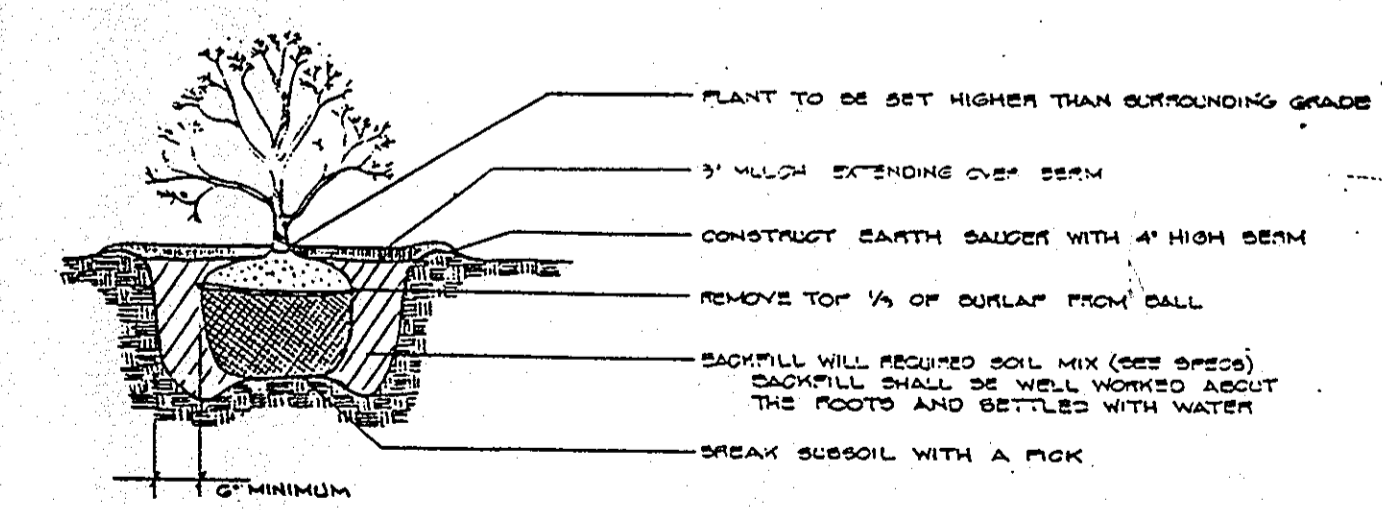 PLANT TO BE SET HIGHER THAN SURROUNDING GRADE
3" MULCH EXTENDING OVER BERM
CONSTRUCT EARTH SAUCER WITH 4" HIGH BERM
REMOVE TOP 1/3 OF BURLAP FROM BALL
BACKFILL WILL REQUIRED SOIL MIX (SEE SPECS)
BACKFILL SHALL BE WELL WORKED ABOUT
THE ROOTS AND SETTLED WITH WATER
BREAK SUBSOIL WITH A PICK
6" MINIMUM